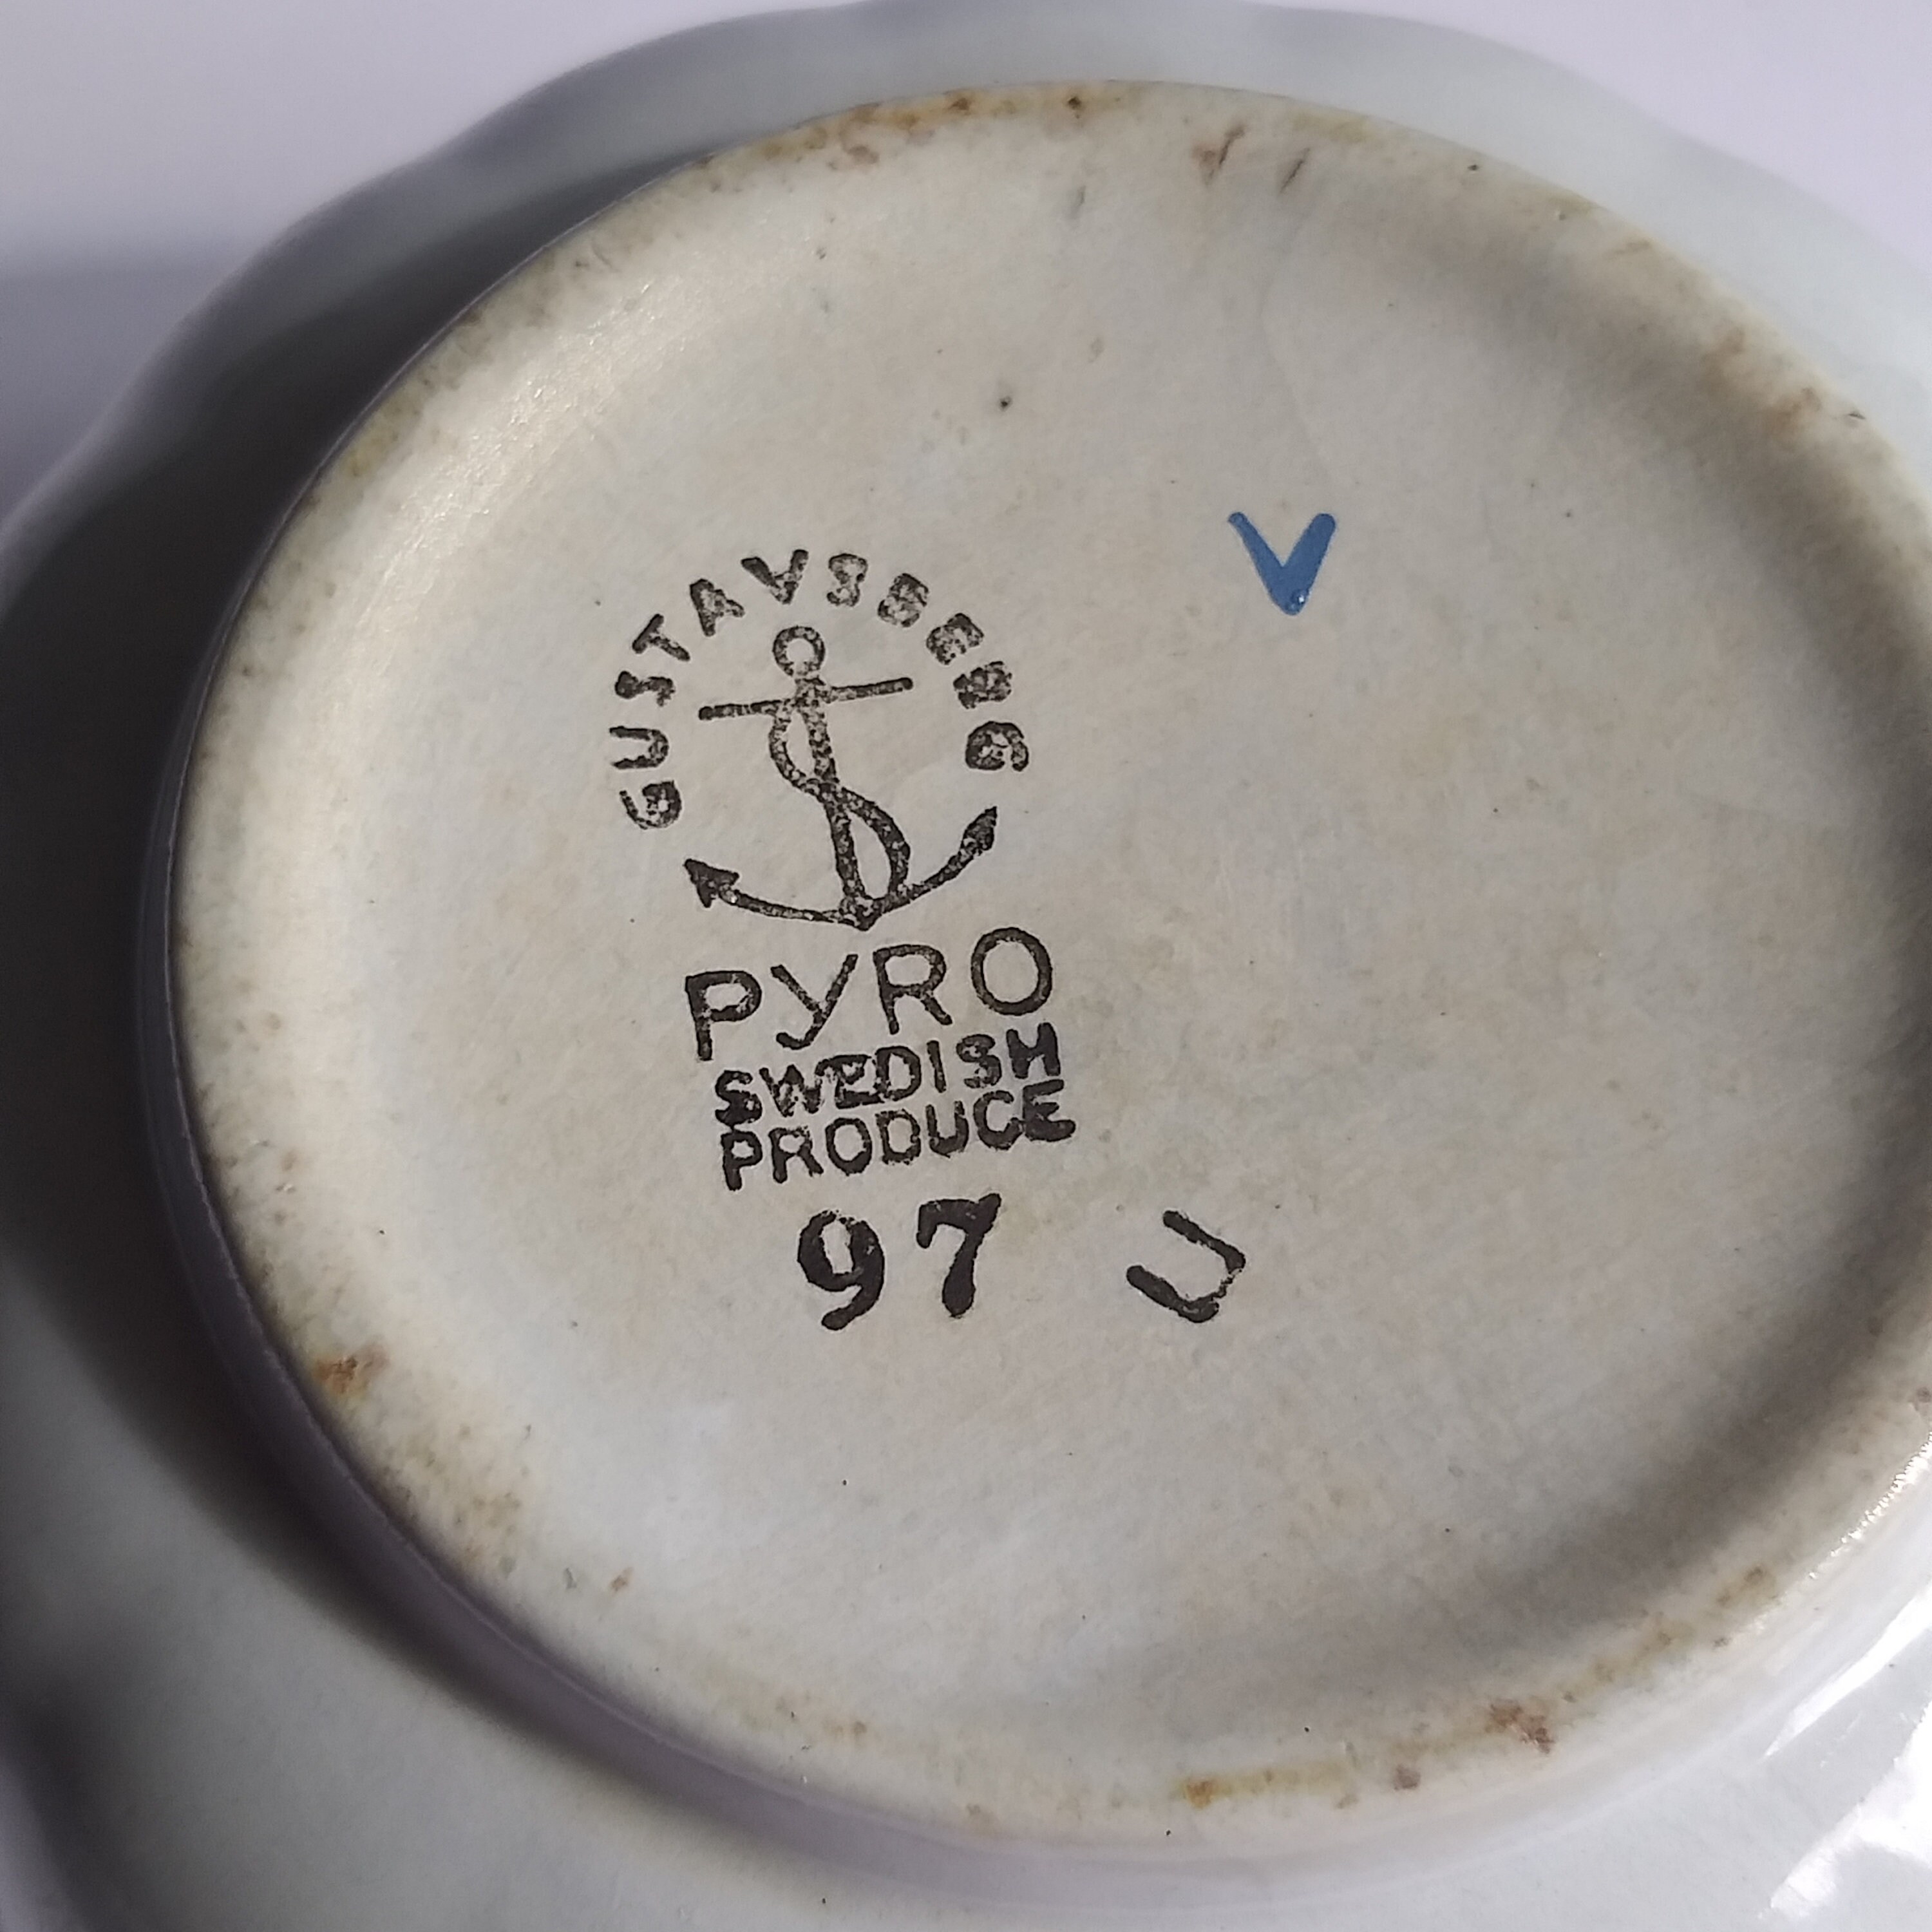 V
GUSTAVSBERG
PYRO
SWEDISH
PRODUCE
97 U